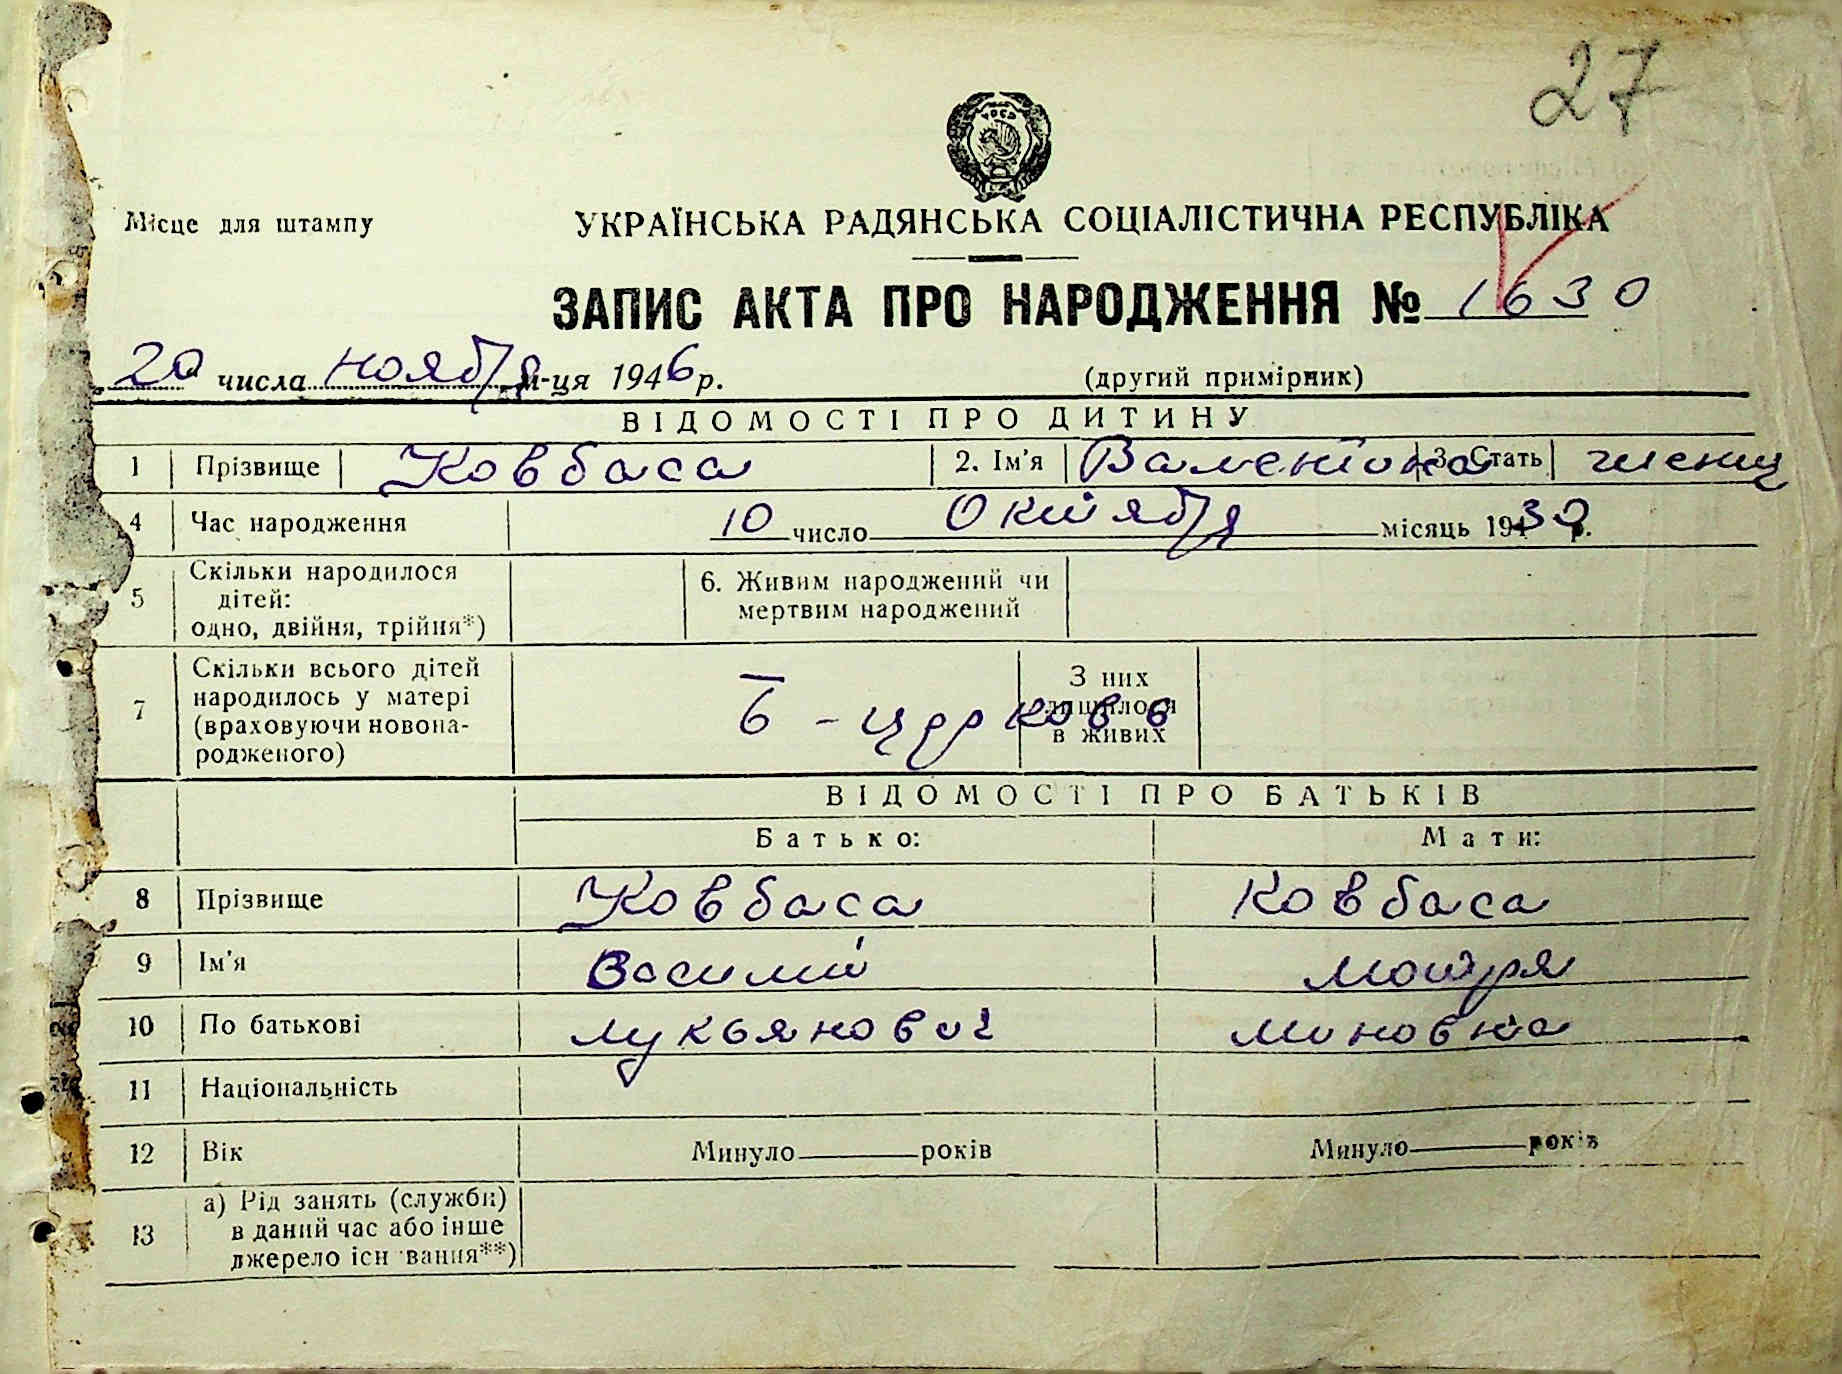 27
УРСР
Місце для штампу
УКРАЇНСЬКА РАДЯНСЬКА СОЦІАЛІСТИЧНА РЕСПУБЛІКА
ЗАПИС АКТА ПРО НАРОДЖЕННЯ № 1630
„20“ числа ноября м-ця 1946 р. (другий примірник)
ВІДОМОСТІ ПРО ДИТИНУ
1 Прізвище Ковбаса 2. Ім'я Валентина 3. Стать женщ
4 Час народження 10 число Октября місяць 1930 р.
5 Скільки народилося дітей: одно, двійня, трійня*) 6. Живим народжений чи мертвим народжений
7 Скільки всього дітей народилось у матері (враховуючи новонародженого) Б-церков З них лишилося в живих в
ВІДОМОСТІ ПРО БАТЬКІВ
Батько: Мати:
8 Прізвище Ковбаса Ковбаса
9 Ім'я Василий Мотря
10 По батькові Лукьянович Миновна
11 Національність
12 Вік Минуло років Минуло років
13 а) Рід занять (служби) в даний час або інше джерело існування**)